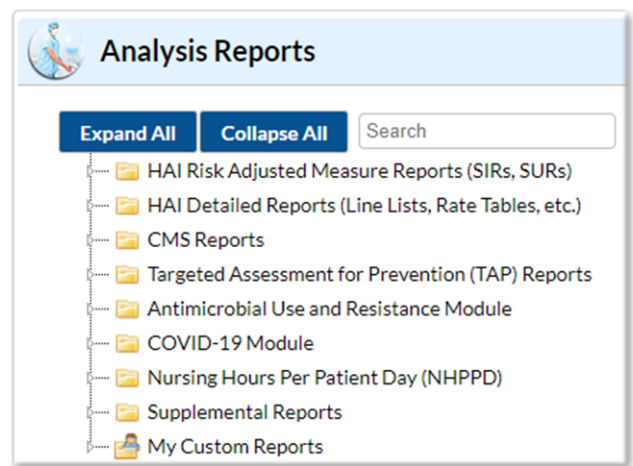 Analysis Reports
Expand All Collapse All Search
HAI Risk Adjusted Measure Reports (SIRs, SURs)
HAI Detailed Reports (Line Lists, Rate Tables, etc.)
CMS Reports
Targeted Assessment for Prevention (TAP) Reports
Antimicrobial Use and Resistance Module
COVID-19 Module
Nursing Hours Per Patient Day (NHPPD)
Supplemental Reports
My Custom Reports